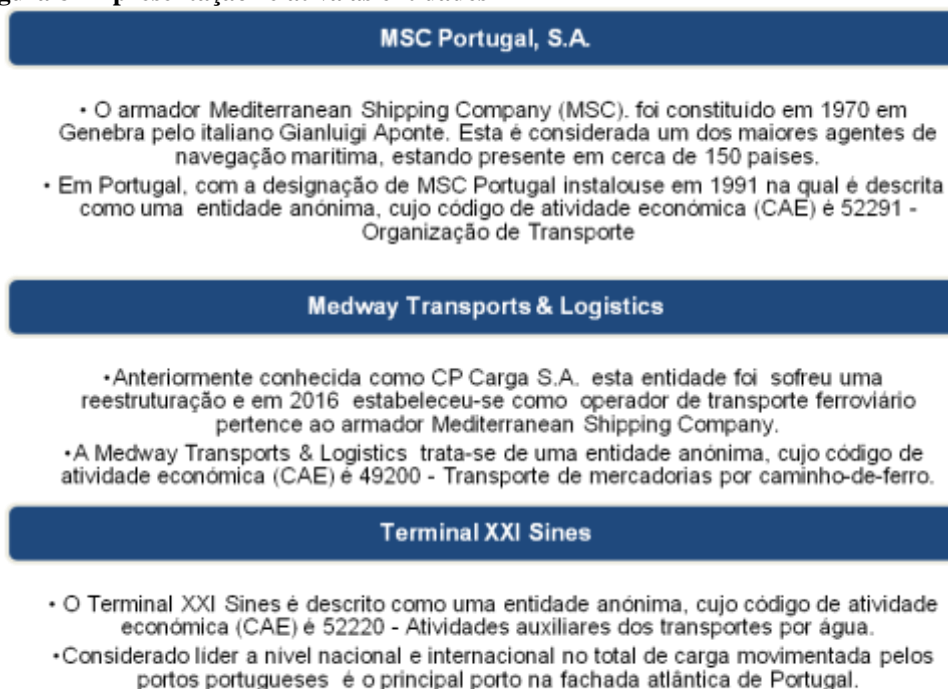 MSC Portugal, S.A.
• O armador Mediterranean Shipping Company (MSC). foi constituído em 1970 em
Genebra pelo italiano Gianluigi Aponte. Esta é considerada um dos maiores agentes de
navegação marítima, estando presente em cerca de 150 países.
• Em Portugal, com a designação de MSC Portugal instalouse em 1991 na qual é descrita
como uma entidade anónima, cujo código de atividade económica (CAE) é 52291 -
Organização de Transporte
Medway Transports & Logistics
•Anteriormente conhecida como CP Carga S.A. esta entidade foi sofreu uma
reestruturação e em 2016 estabeleceu-se como operador de transporte ferroviário
pertence ao armador Mediterranean Shipping Company.
•A Medway Transports & Logistics trata-se de uma entidade anónima, cujo código de
atividade económica (CAE) é 49200 - Transporte de mercadorias por caminho-de-ferro.
Terminal XXI Sines
• O Terminal XXI Sines é descrito como uma entidade anónima, cujo código de atividade
económica (CAE) é 52220 - Atividades auxiliares dos transportes por água.
•Considerado líder a nível nacional e internacional no total de carga movimentada pelos
portos portugueses é o principal porto na fachada atlântica de Portugal.